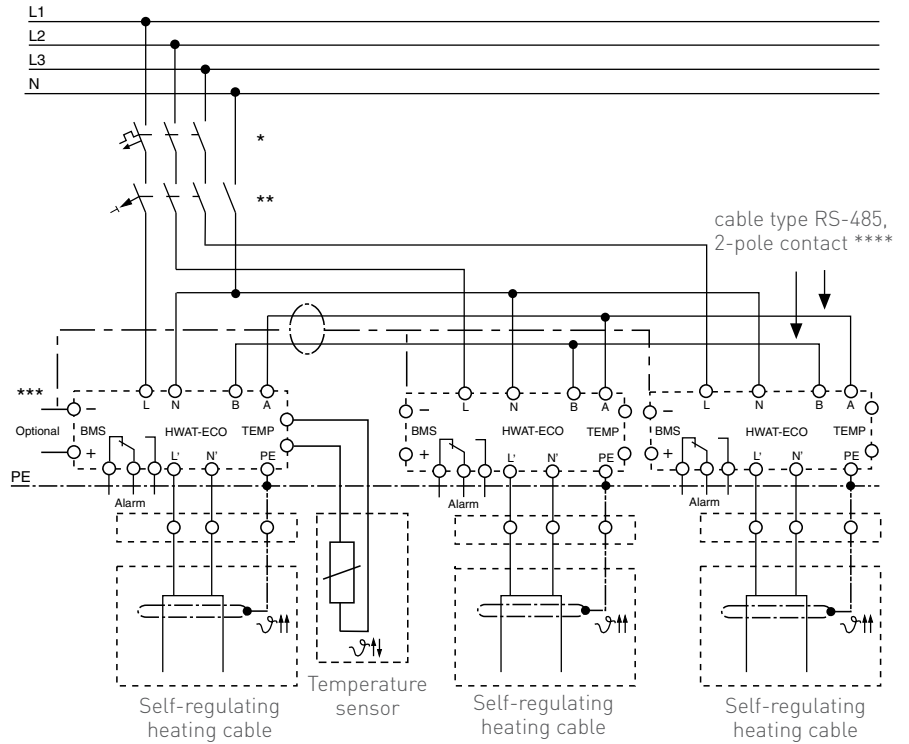 L1
L2
L3
N
*
**
cable type RS-485,
2-pole contact ****
***
Optional
−
+
BMS
L
N
B
A
HWAT-ECO
TEMP
L'
N'
PE
Alarm
−
+
BMS
L
N
B
A
HWAT-ECO
TEMP
L'
N'
PE
Alarm
−
+
BMS
L
N
B
A
HWAT-ECO
TEMP
L'
N'
PE
Alarm
PE
ϑ
ϑ
ϑ
ϑ
Self-regulating
heating cable
Temperature
sensor
Self-regulating
heating cable
Self-regulating
heating cable